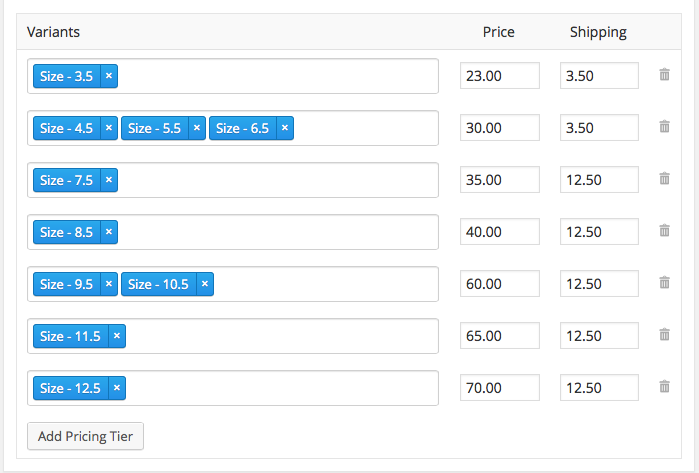 Variants Price Shipping
Size - 3.5 × 23.00 3.50
Size - 4.5 × Size - 5.5 × Size - 6.5 × 30.00 3.50
Size - 7.5 × 35.00 12.50
Size - 8.5 × 40.00 12.50
Size - 9.5 × Size - 10.5 × 60.00 12.50
Size - 11.5 × 65.00 12.50
Size - 12.5 × 70.00 12.50
Add Pricing Tier